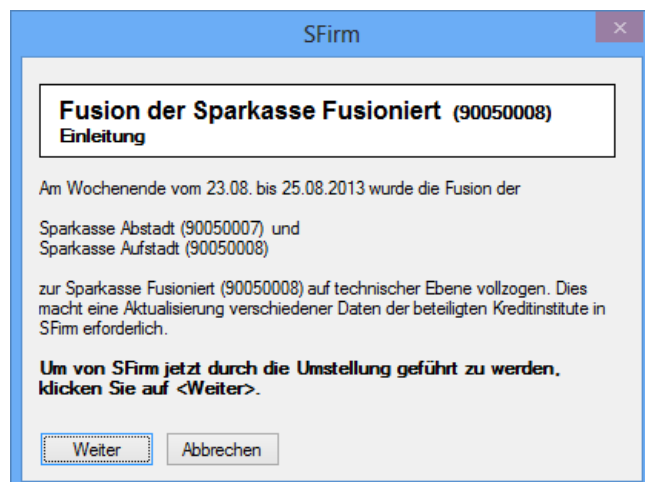 SFirm
Fusion der Sparkasse Fusioniert (90050008)
Einleitung
Am Wochenende vom 23.08. bis 25.08.2013 wurde die Fusion der
Sparkasse Abstadt (90050007) und
Sparkasse Aufstadt (90050008)
zur Sparkasse Fusioniert (90050008) auf technischer Ebene vollzogen. Dies
macht eine Aktualisierung verschiedener Daten der beteiligten Kreditinstitute in
SFirm erforderlich.
Um von SFirm jetzt durch die Umstellung geführt zu werden,
klicken Sie auf <Weiter>.
Weiter Abbrechen